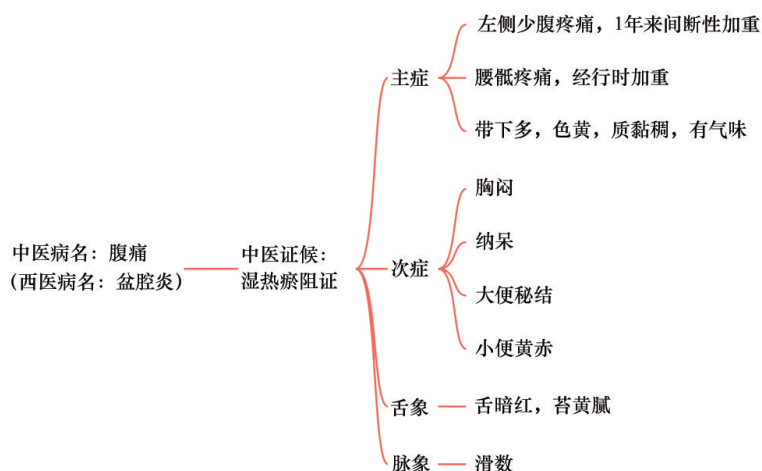 中医病名：腹痛
（西医病名：盆腔炎）
中医证候：
湿热瘀阻证
主症
左侧少腹疼痛，1年来间断性加重
腰骶疼痛，经行时加重
带下多，色黄，质黏稠，有气味
次症
胸闷
纳呆
大便秘结
小便黄赤
舌象
舌暗红，苔黄腻
脉象
滑数